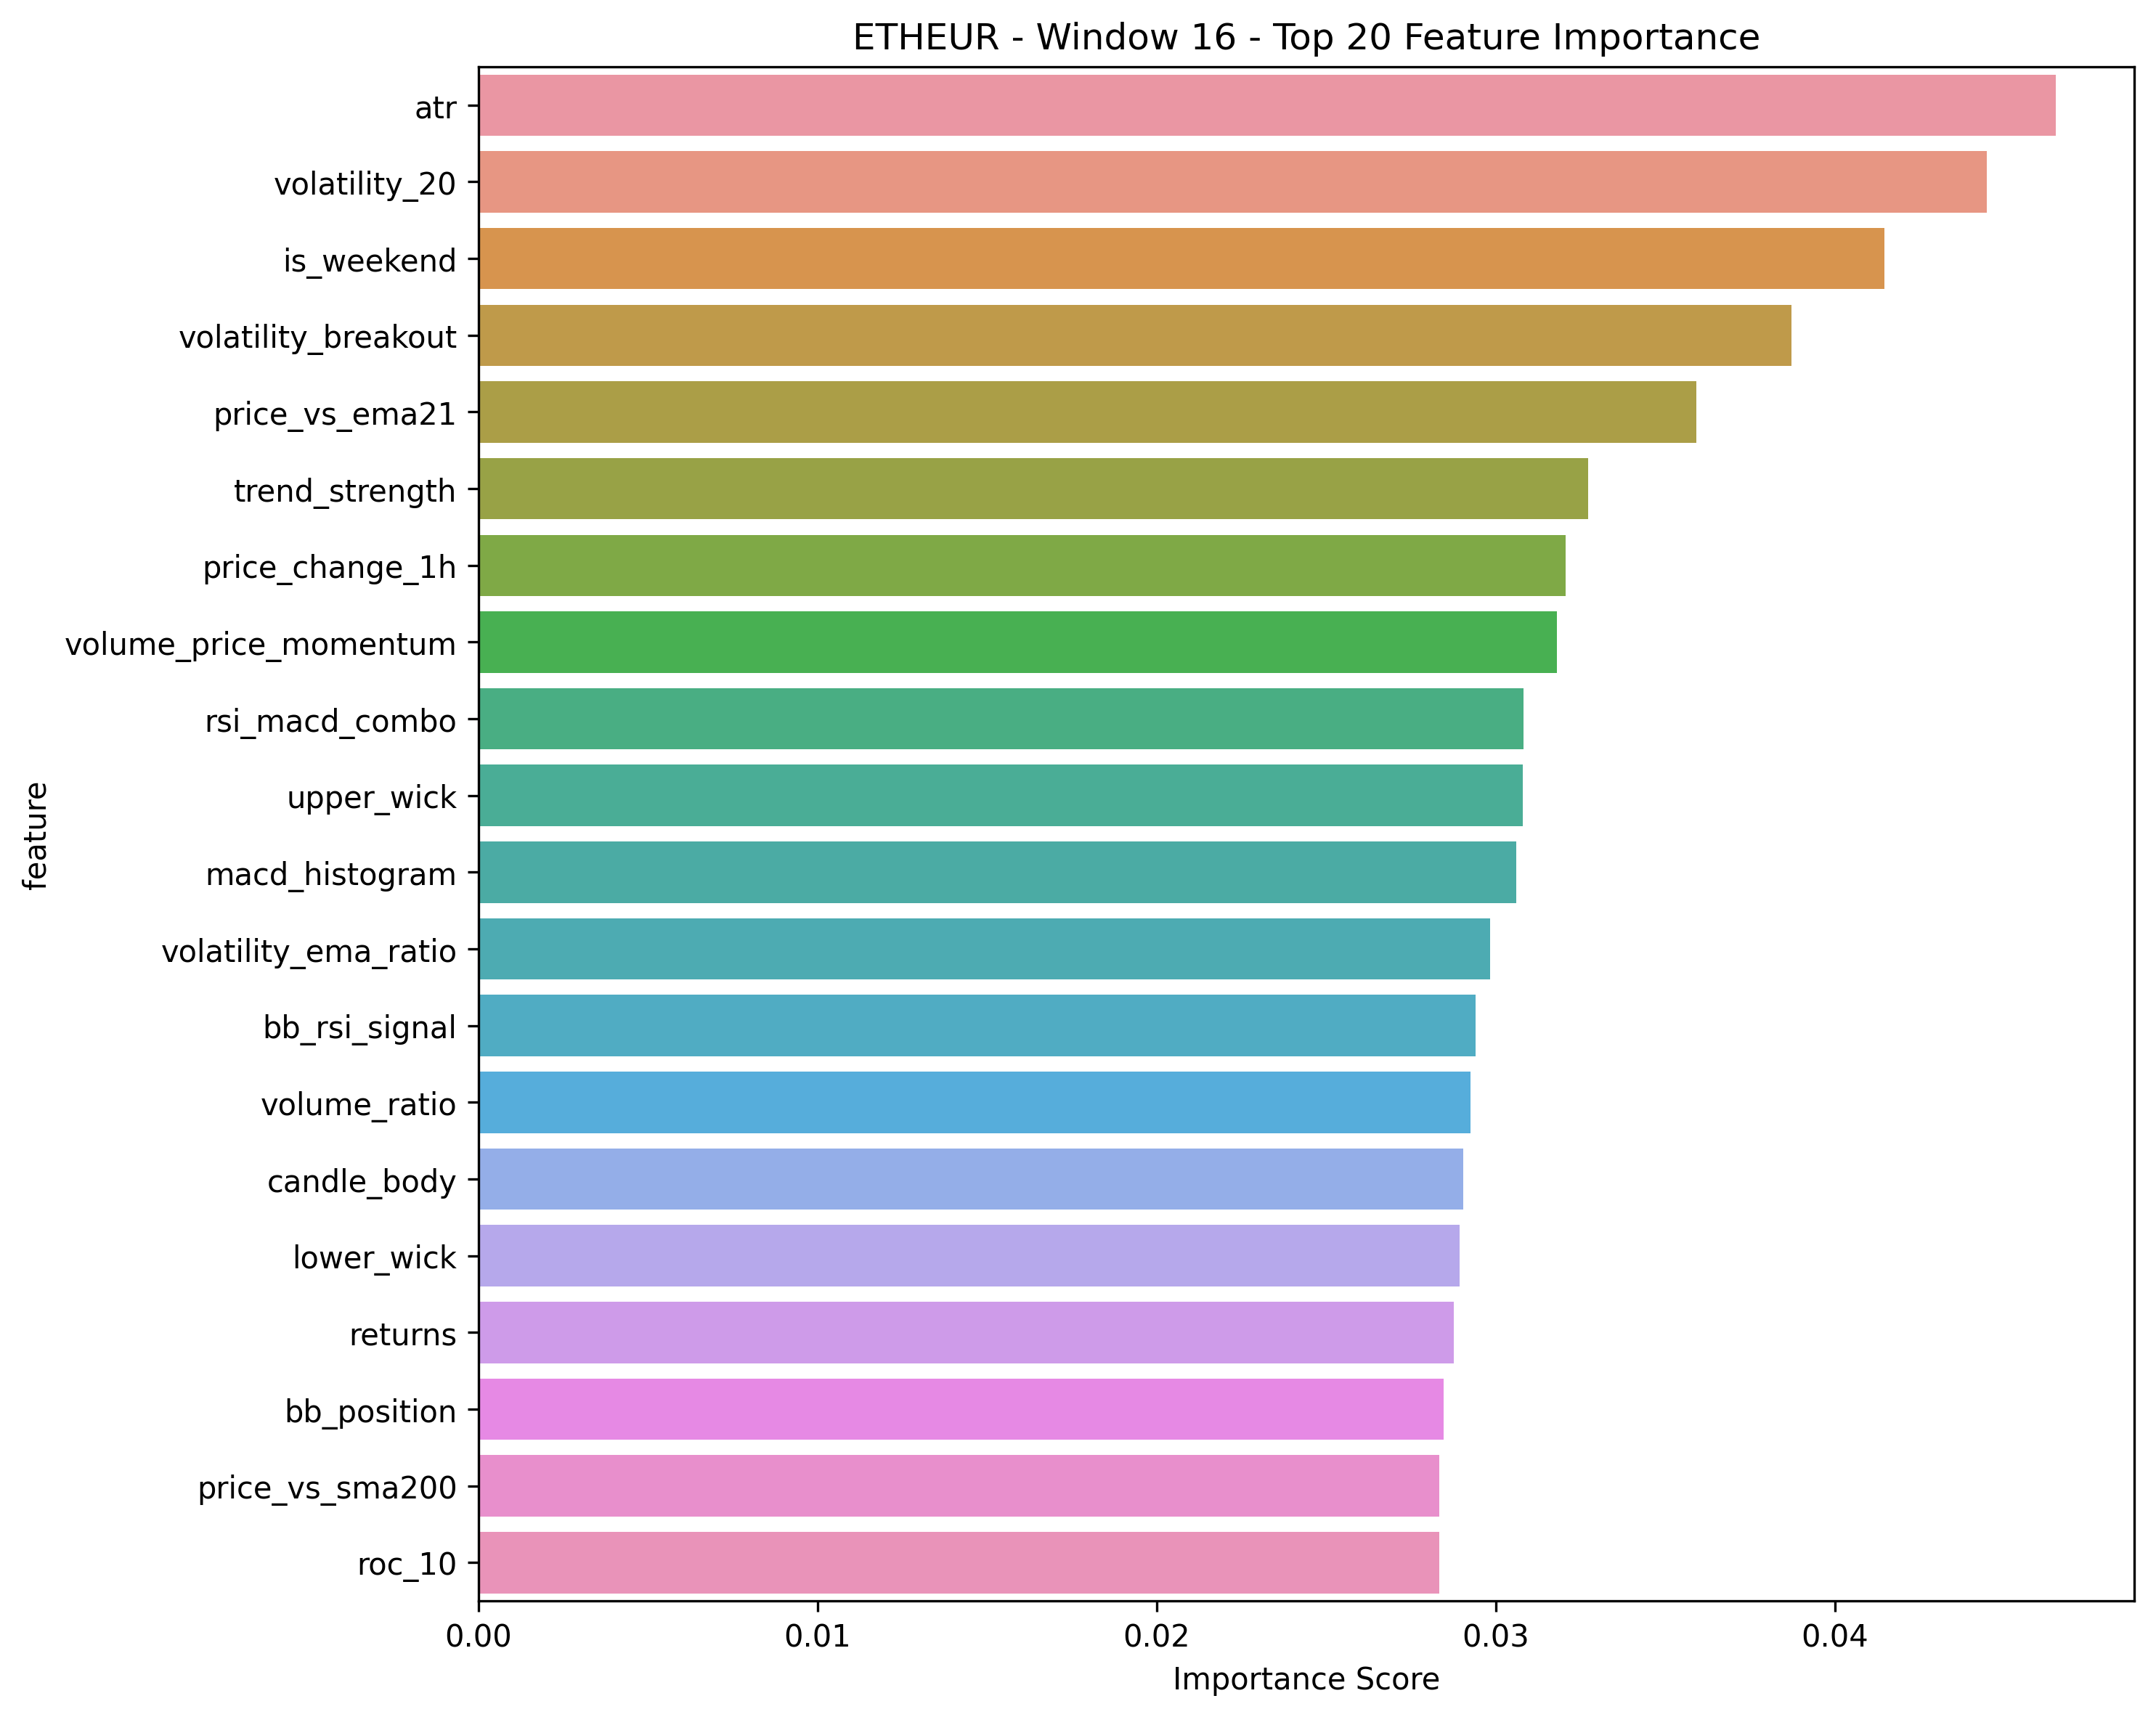 ETHEUR - Window 16 - Top 20 Feature Importance
atr
volatility_20
is_weekend
volatility_breakout
price_vs_ema21
trend_strength
price_change_1h
volume_price_momentum
rsi_macd_combo
upper_wick
macd_histogram
volatility_ema_ratio
bb_rsi_signal
volume_ratio
candle_body
lower_wick
returns
bb_position
price_vs_sma200
roc_10
feature
0.00 0.01 0.02 0.03 0.04
Importance Score